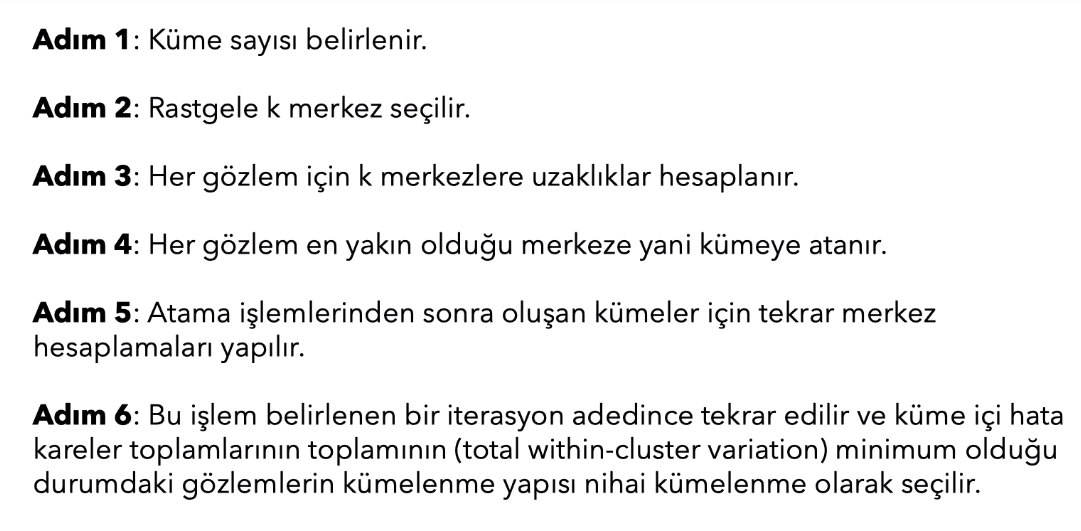 Adım 1: Küme sayısı belirlenir.
Adım 2: Rastgele k merkez seçilir.
Adım 3: Her gözlem için k merkezlere uzaklıklar hesaplanır.
Adım 4: Her gözlem en yakın olduğu merkeze yani kümeye atanır.
Adım 5: Atama işlemlerinden sonra oluşan kümeler için tekrar merkez
hesaplamaları yapılır.
Adım 6: Bu işlem belirlenen bir iterasyon adedince tekrar edilir ve küme içi hata
kareler toplamlarının toplamının (total within-cluster variation) minimum olduğu
durumdaki gözlemlerin kümelenme yapısı nihai kümelenme olarak seçilir.